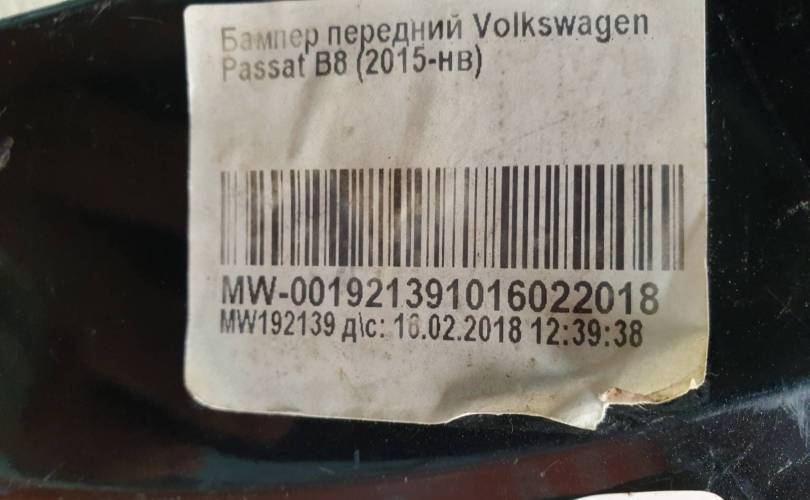 Бампер передний Volkswagen
Passat B8 (2015-нв)
MW-001921391016022018
MW192139 д\с: 16.02.2018 12:39:38